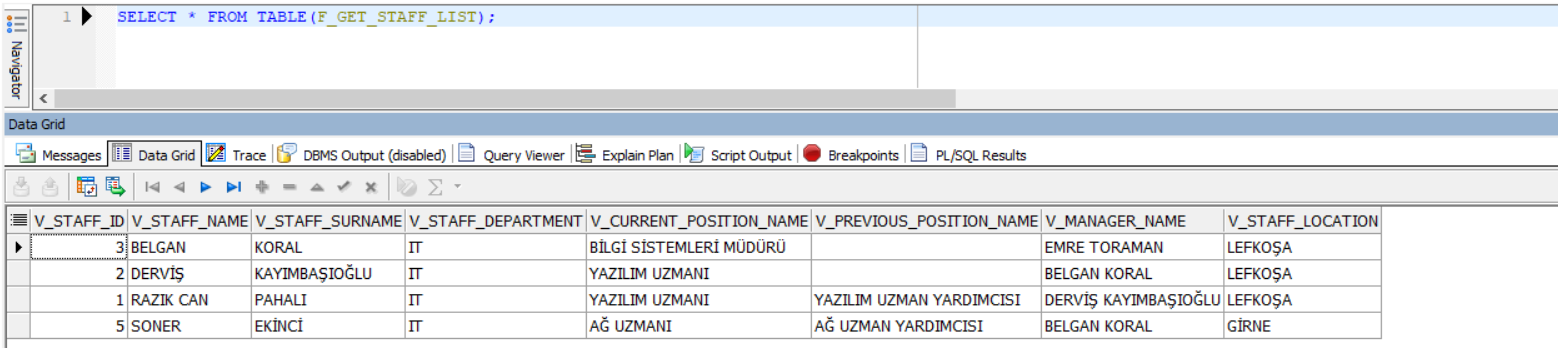 1 SELECT * FROM TABLE(F_GET_STAFF_LIST);
Navigator
Data Grid
Messages Data Grid Trace DBMS Output (disabled) Query Viewer Explain Plan Script Output Breakpoints PL/SQL Results
V_STAFF_ID V_STAFF_NAME V_STAFF_SURNAME V_STAFF_DEPARTMENT V_CURRENT_POSITION_NAME V_PREVIOUS_POSITION_NAME V_MANAGER_NAME V_STAFF_LOCATION
3 BELGAN KORAL IT BİLGİ SİSTEMLERİ MÜDÜRÜ EMRE TORAMAN LEFKOŞA
2 DERVİŞ KAYIMBAŞIOĞLU IT YAZILIM UZMANI BELGAN KORAL LEFKOŞA
1 RAZIK CAN PAHALI IT YAZILIM UZMANI YAZILIM UZMAN YARDIMCISI DERVİŞ KAYIMBAŞIOĞLU LEFKOŞA
5 SONER EKİNCİ IT AĞ UZMANI AĞ UZMAN YARDIMCISI BELGAN KORAL GİRNE